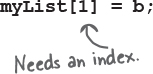 myList[1] = b;
Needs an index.